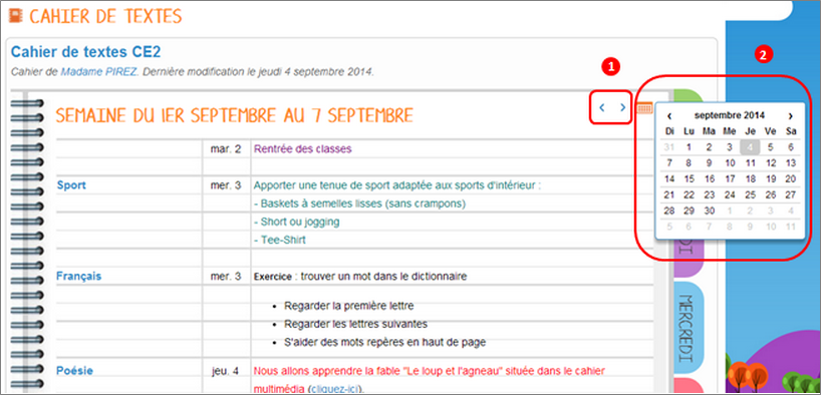 CAHIER DE TEXTES
Cahier de textes CE2
Cahier de Madame PIREZ. Dernière modification le jeudi 4 septembre 2014.
1
2
SEMAINE DU 1ER SEPTEMBRE AU 7 SEPTEMBRE
‹ ›
‹ septembre 2014 ›
Di Lu Ma Me Je Ve Sa
31 1 2 3 4 5 6
7 8 9 10 11 12 13
14 15 16 17 18 19 20
21 22 23 24 25 26 27
28 29 30 1 2 3 4
5 6 7 8 9 10 11
mar. 2 Rentrée des classes
Sport mer. 3 Apporter une tenue de sport adaptée aux sports d'intérieur :
- Baskets à semelles lisses (sans crampons)
- Short ou jogging
- Tee-Shirt
Français mer. 3 Exercice : trouver un mot dans le dictionnaire
• Regarder la première lettre
• Regarder les lettres suivantes
• S'aider des mots repères en haut de page
Poésie jeu. 4 Nous allons apprendre la fable "Le loup et l'agneau" située dans le cahier
multimédia (cliquez-ici).
MERCREDI